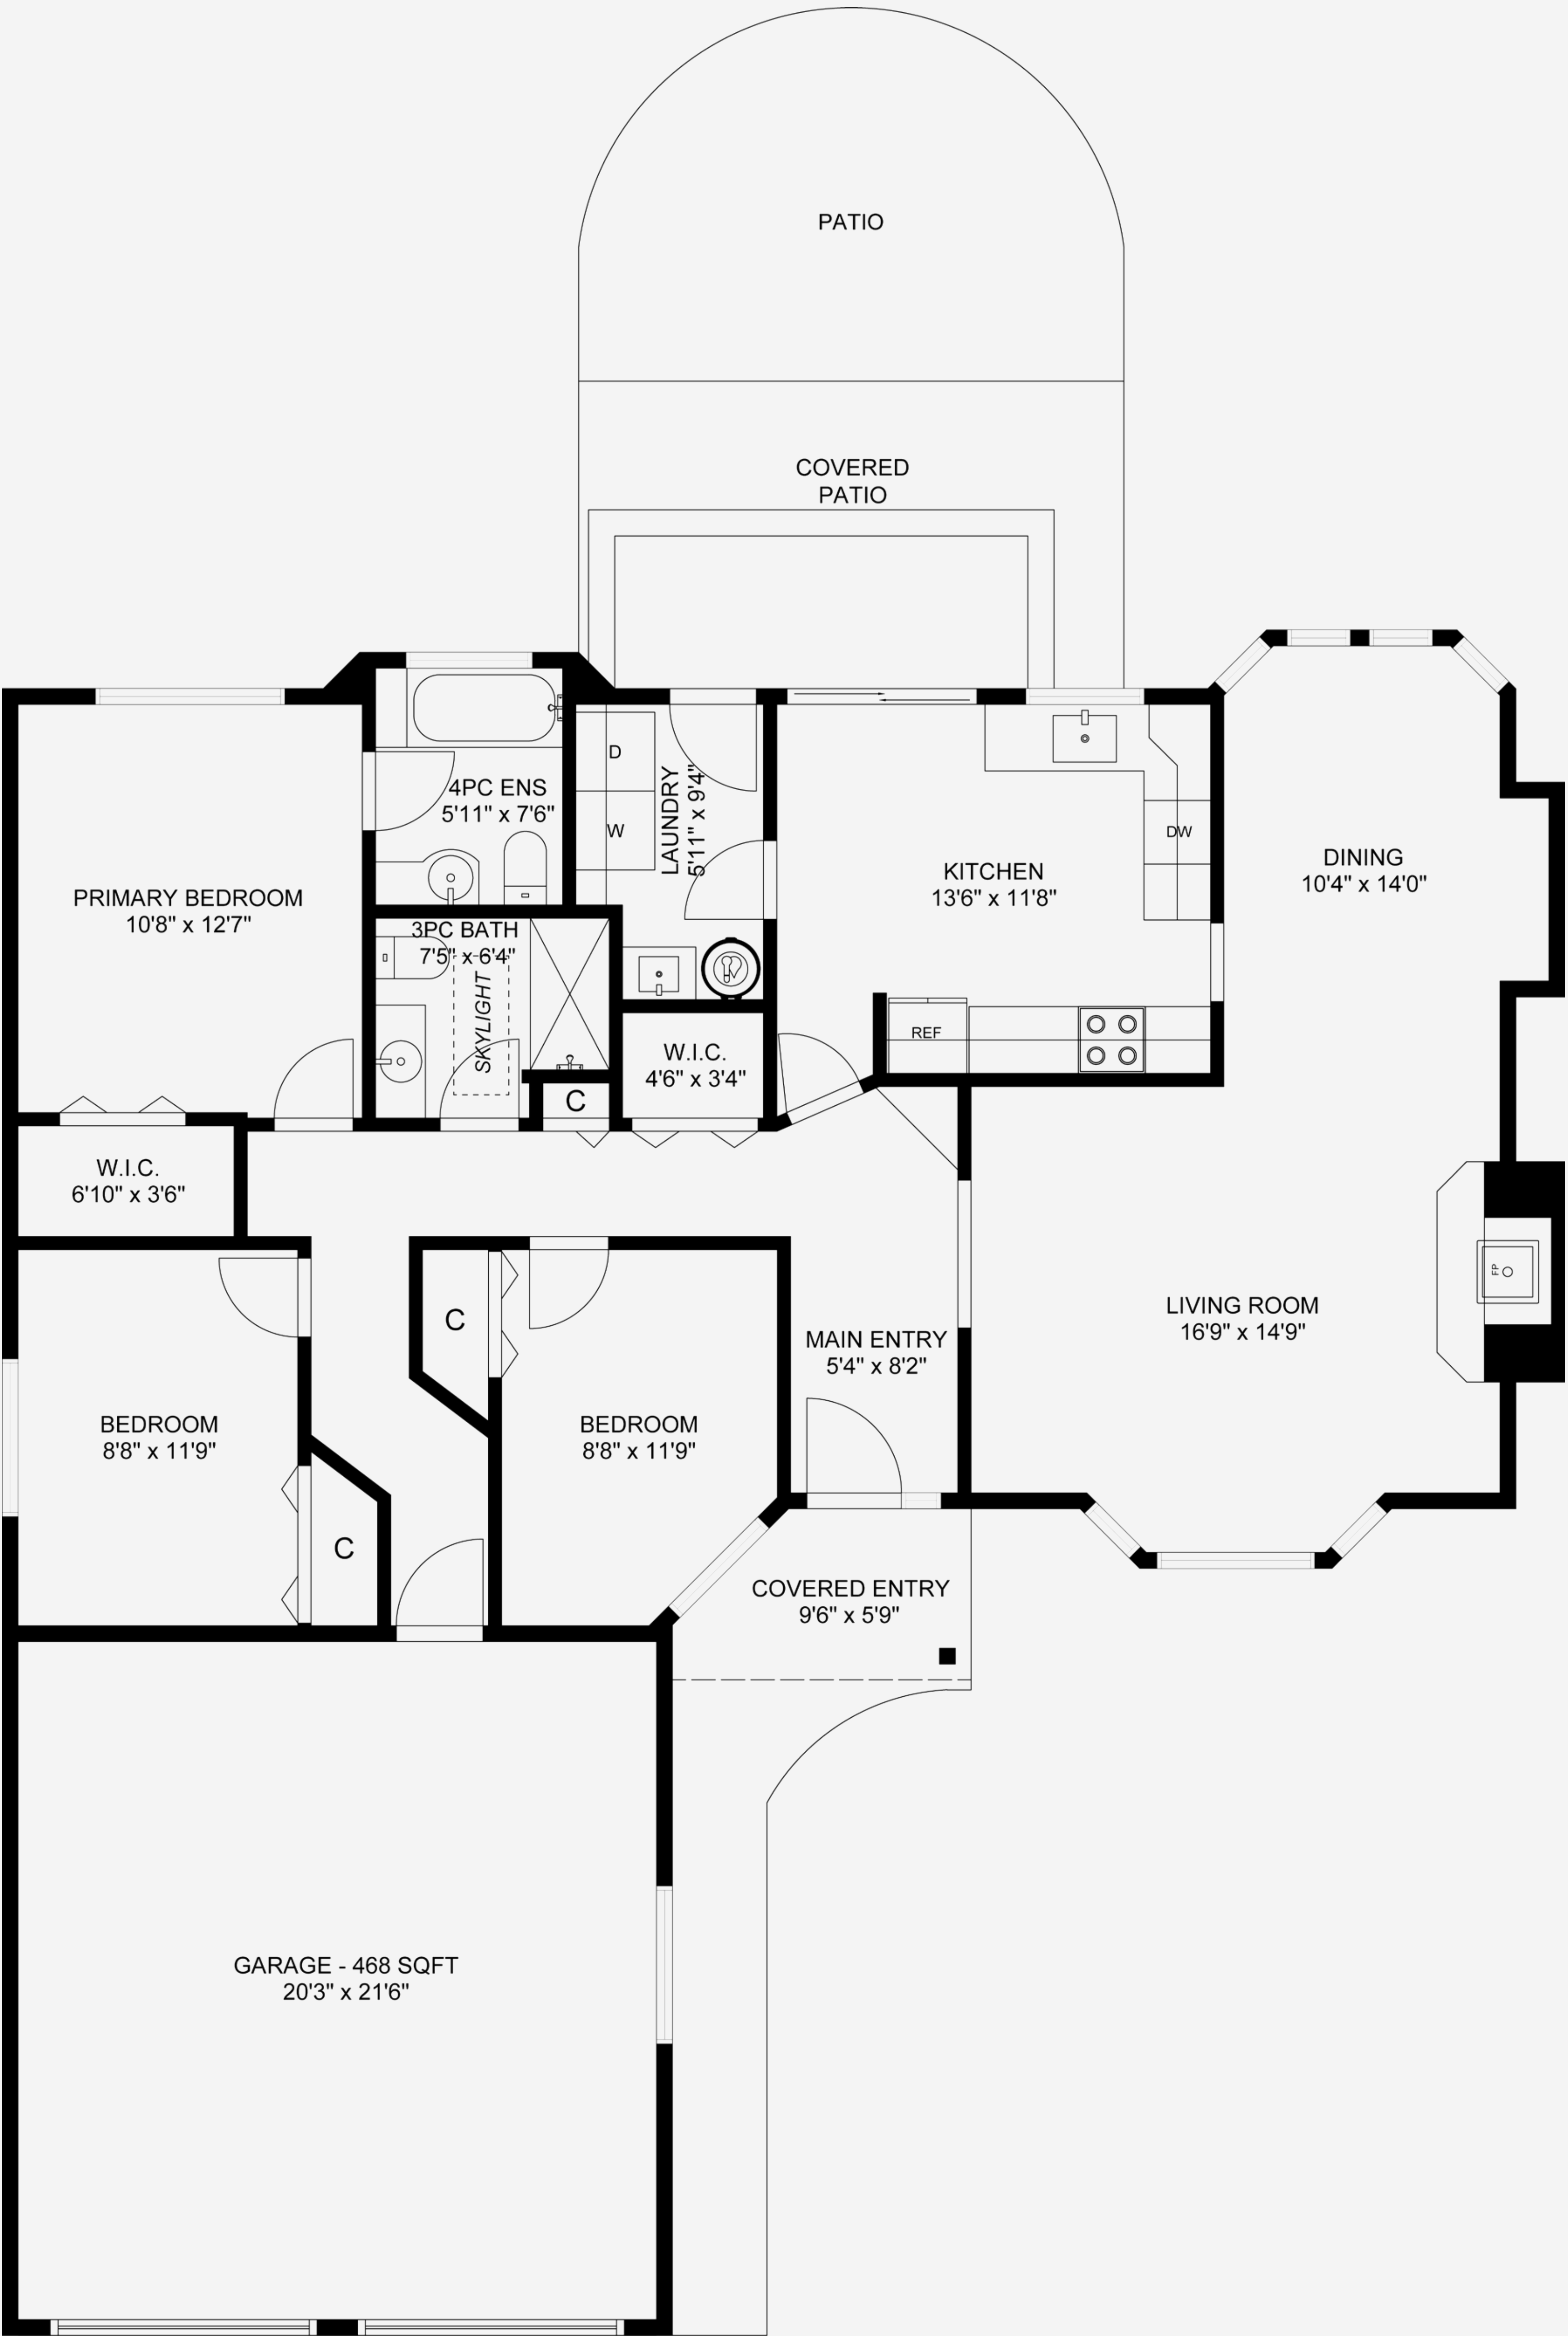 PATIO
COVERED
PATIO
D
W
LAUNDRY
5'11" x 9'4"
4PC ENS
5'11" x 7'6"
KITCHEN
13'6" x 11'8"
DW
DINING
10'4" x 14'0"
PRIMARY BEDROOM
10'8" x 12'7"
3PC BATH
7'5" x 6'4"
SKYLIGHT
REF
W.I.C.
4'6" x 3'4"
C
W.I.C.
6'10" x 3'6"
FP
LIVING ROOM
16'9" x 14'9"
C
MAIN ENTRY
5'4" x 8'2"
BEDROOM
8'8" x 11'9"
BEDROOM
8'8" x 11'9"
C
COVERED ENTRY
9'6" x 5'9"
GARAGE - 468 SQFT
20'3" x 21'6"